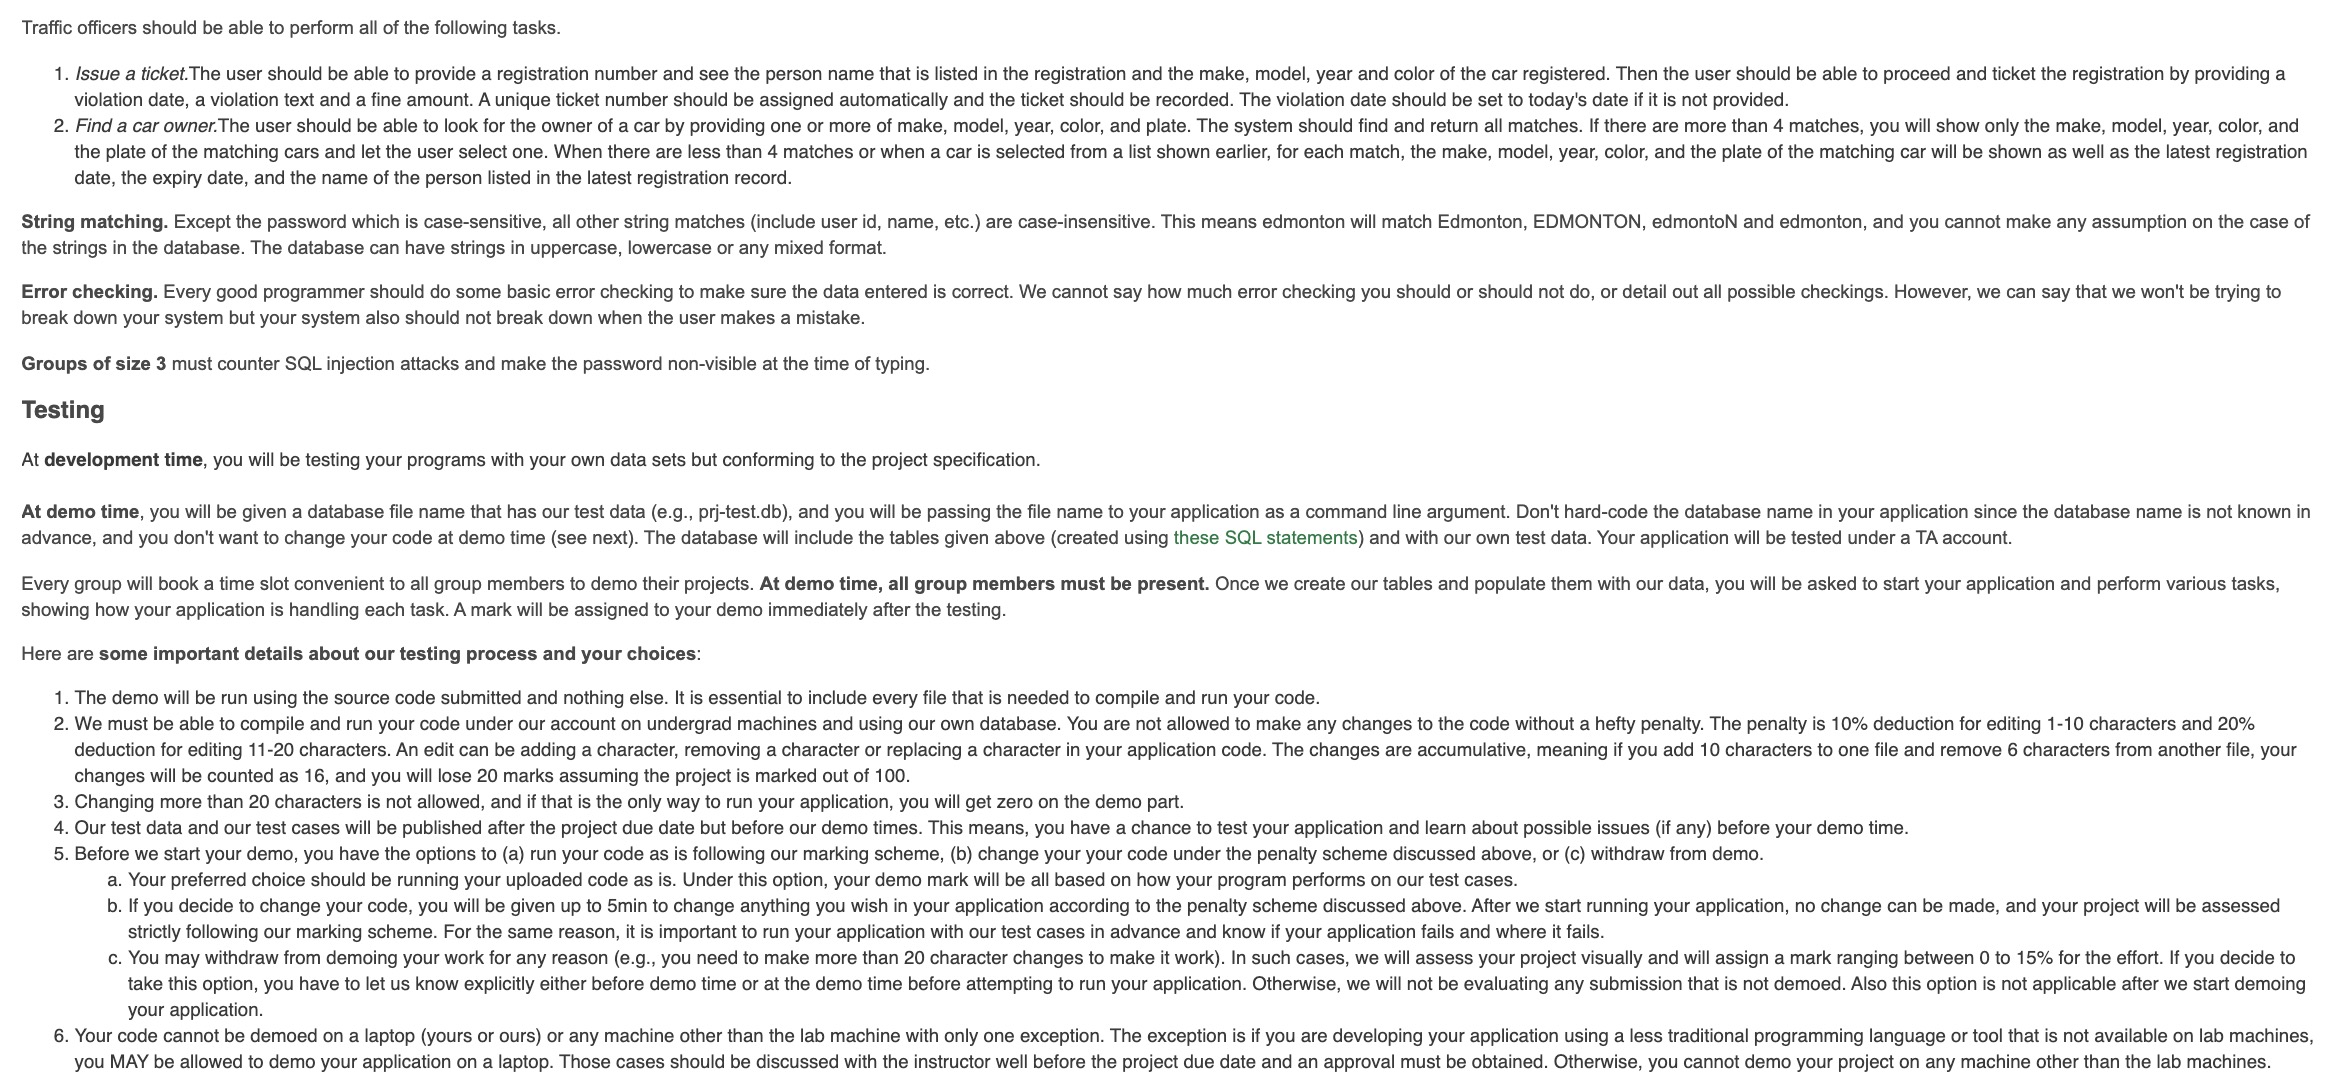 Traffic officers should be able to perform all of the following tasks.
1. Issue a ticket.The user should be able to provide a registration number and see the person name that is listed in the registration and the make, model, year and color of the car registered. Then the user should be able to proceed and ticket the registration by providing a
violation date, a violation text and a fine amount. A unique ticket number should be assigned automatically and the ticket should be recorded. The violation date should be set to today's date if it is not provided.
2. Find a car owner.The user should be able to look for the owner of a car by providing one or more of make, model, year, color, and plate. The system should find and return all matches. If there are more than 4 matches, you will show only the make, model, year, color, and
the plate of the matching cars and let the user select one. When there are less than 4 matches or when a car is selected from a list shown earlier, for each match, the make, model, year, color, and the plate of the matching car will be shown as well as the latest registration
date, the expiry date, and the name of the person listed in the latest registration record.
String matching. Except the password which is case-sensitive, all other string matches (include user id, name, etc.) are case-insensitive. This means edmonton will match Edmonton, EDMONTON, edmontoN and edmonton, and you cannot make any assumption on the case of
the strings in the database. The database can have strings in uppercase, lowercase or any mixed format.
Error checking. Every good programmer should do some basic error checking to make sure the data entered is correct. We cannot say how much error checking you should or should not do, or detail out all possible checkings. However, we can say that we won't be trying to
break down your system but your system also should not break down when the user makes a mistake.
Groups of size 3 must counter SQL injection attacks and make the password non-visible at the time of typing.
Testing
At development time, you will be testing your programs with your own data sets but conforming to the project specification.
At demo time, you will be given a database file name that has our test data (e.g., prj-test.db), and you will be passing the file name to your application as a command line argument. Don't hard-code the database name in your application since the database name is not known in
advance, and you don't want to change your code at demo time (see next). The database will include the tables given above (created using these SQL statements) and with our own test data. Your application will be tested under a TA account.
Every group will book a time slot convenient to all group members to demo their projects. At demo time, all group members must be present. Once we create our tables and populate them with our data, you will be asked to start your application and perform various tasks,
showing how your application is handling each task. A mark will be assigned to your demo immediately after the testing.
Here are some important details about our testing process and your choices:
1. The demo will be run using the source code submitted and nothing else. It is essential to include every file that is needed to compile and run your code.
2. We must be able to compile and run your code under our account on undergrad machines and using our own database. You are not allowed to make any changes to the code without a hefty penalty. The penalty is 10% deduction for editing 1-10 characters and 20%
deduction for editing 11-20 characters. An edit can be adding a character, removing a character or replacing a character in your application code. The changes are accumulative, meaning if you add 10 characters to one file and remove 6 characters from another file, your
changes will be counted as 16, and you will lose 20 marks assuming the project is marked out of 100.
3. Changing more than 20 characters is not allowed, and if that is the only way to run your application, you will get zero on the demo part.
4. Our test data and our test cases will be published after the project due date but before our demo times. This means, you have a chance to test your application and learn about possible issues (if any) before your demo time.
5. Before we start your demo, you have the options to (a) run your code as is following our marking scheme, (b) change your your code under the penalty scheme discussed above, or (c) withdraw from demo.
a. Your preferred choice should be running your uploaded code as is. Under this option, your demo mark will be all based on how your program performs on our test cases.
b. If you decide to change your code, you will be given up to 5min to change anything you wish in your application according to the penalty scheme discussed above. After we start running your application, no change can be made, and your project will be assessed
strictly following our marking scheme. For the same reason, it is important to run your application with our test cases in advance and know if your application fails and where it fails.
c. You may withdraw from demoing your work for any reason (e.g., you need to make more than 20 character changes to make it work). In such cases, we will assess your project visually and will assign a mark ranging between 0 to 15% for the effort. If you decide to
take this option, you have to let us know explicitly either before demo time or at the demo time before attempting to run your application. Otherwise, we will not be evaluating any submission that is not demoed. Also this option is not applicable after we start demoing
your application.
6. Your code cannot be demoed on a laptop (yours or ours) or any machine other than the lab machine with only one exception. The exception is if you are developing your application using a less traditional programming language or tool that is not available on lab machines,
you MAY be allowed to demo your application on a laptop. Those cases should be discussed with the instructor well before the project due date and an approval must be obtained. Otherwise, you cannot demo your project on any machine other than the lab machines.